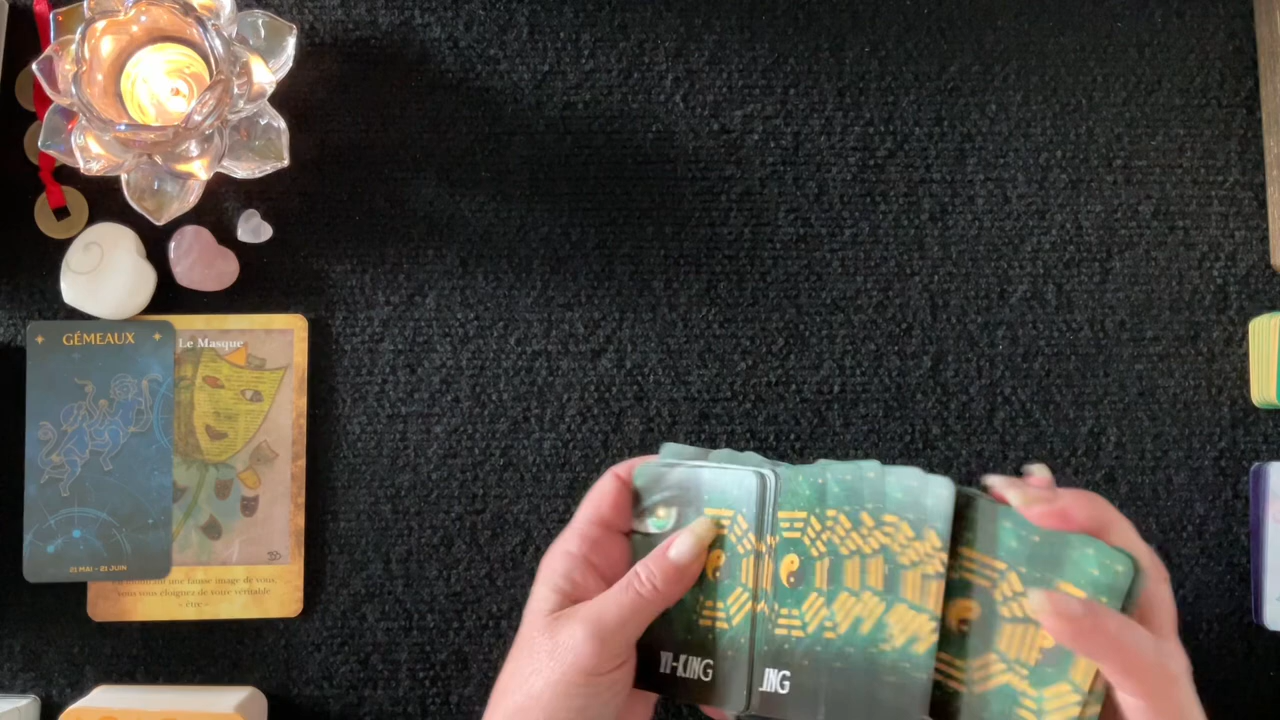 GÉMEAUX
21 MAI - 21 JUIN
Le Masque
une fausse image de vous,
vous vous éloignez de votre véritable
« être »
YI-KING
ING